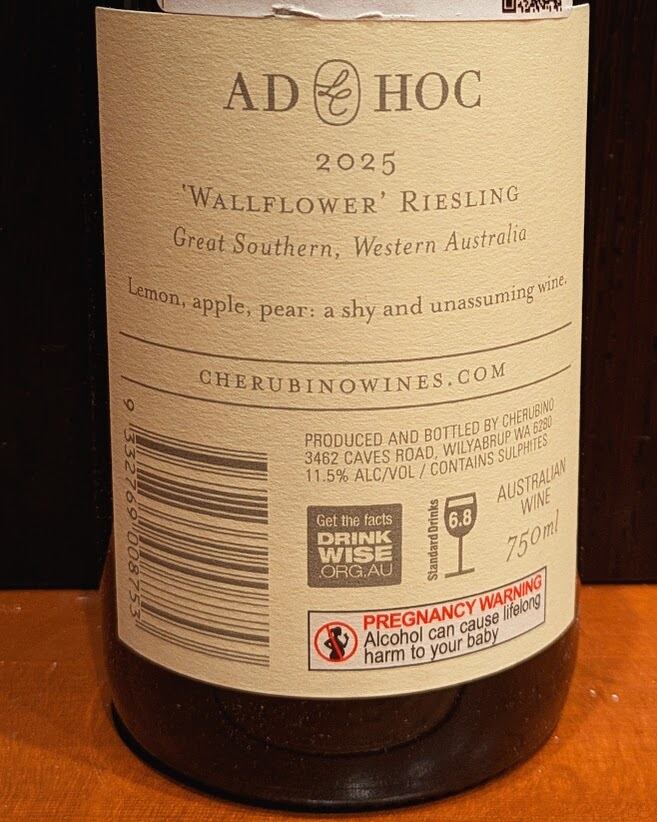 AD LC HOC
2025
'WALLFLOWER' RIESLING
Great Southern, Western Australia
Lemon, apple, pear: a shy and unassuming wine.
CHERUBINOWINES.COM
9 332769 008753
PRODUCED AND BOTTLED BY CHERUBINO
3462 CAVES ROAD, WILYABRUP WA 6280
11.5% ALC/VOL / CONTAINS SULPHITES
Get the facts
DRINK
WISE
.ORG.AU
Standard Drinks
6.8
AUSTRALIAN
WINE
750ml
PREGNANCY WARNING
Alcohol can cause lifelong
harm to your baby